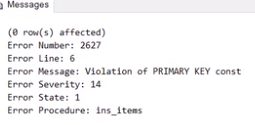 Messages
(0 row(s) affected)
Error Number: 2627
Error Line: 6
Error Message: Violation of PRIMARY KEY const
Error Severity: 14
Error State: 1
Error Procedure: ins_items